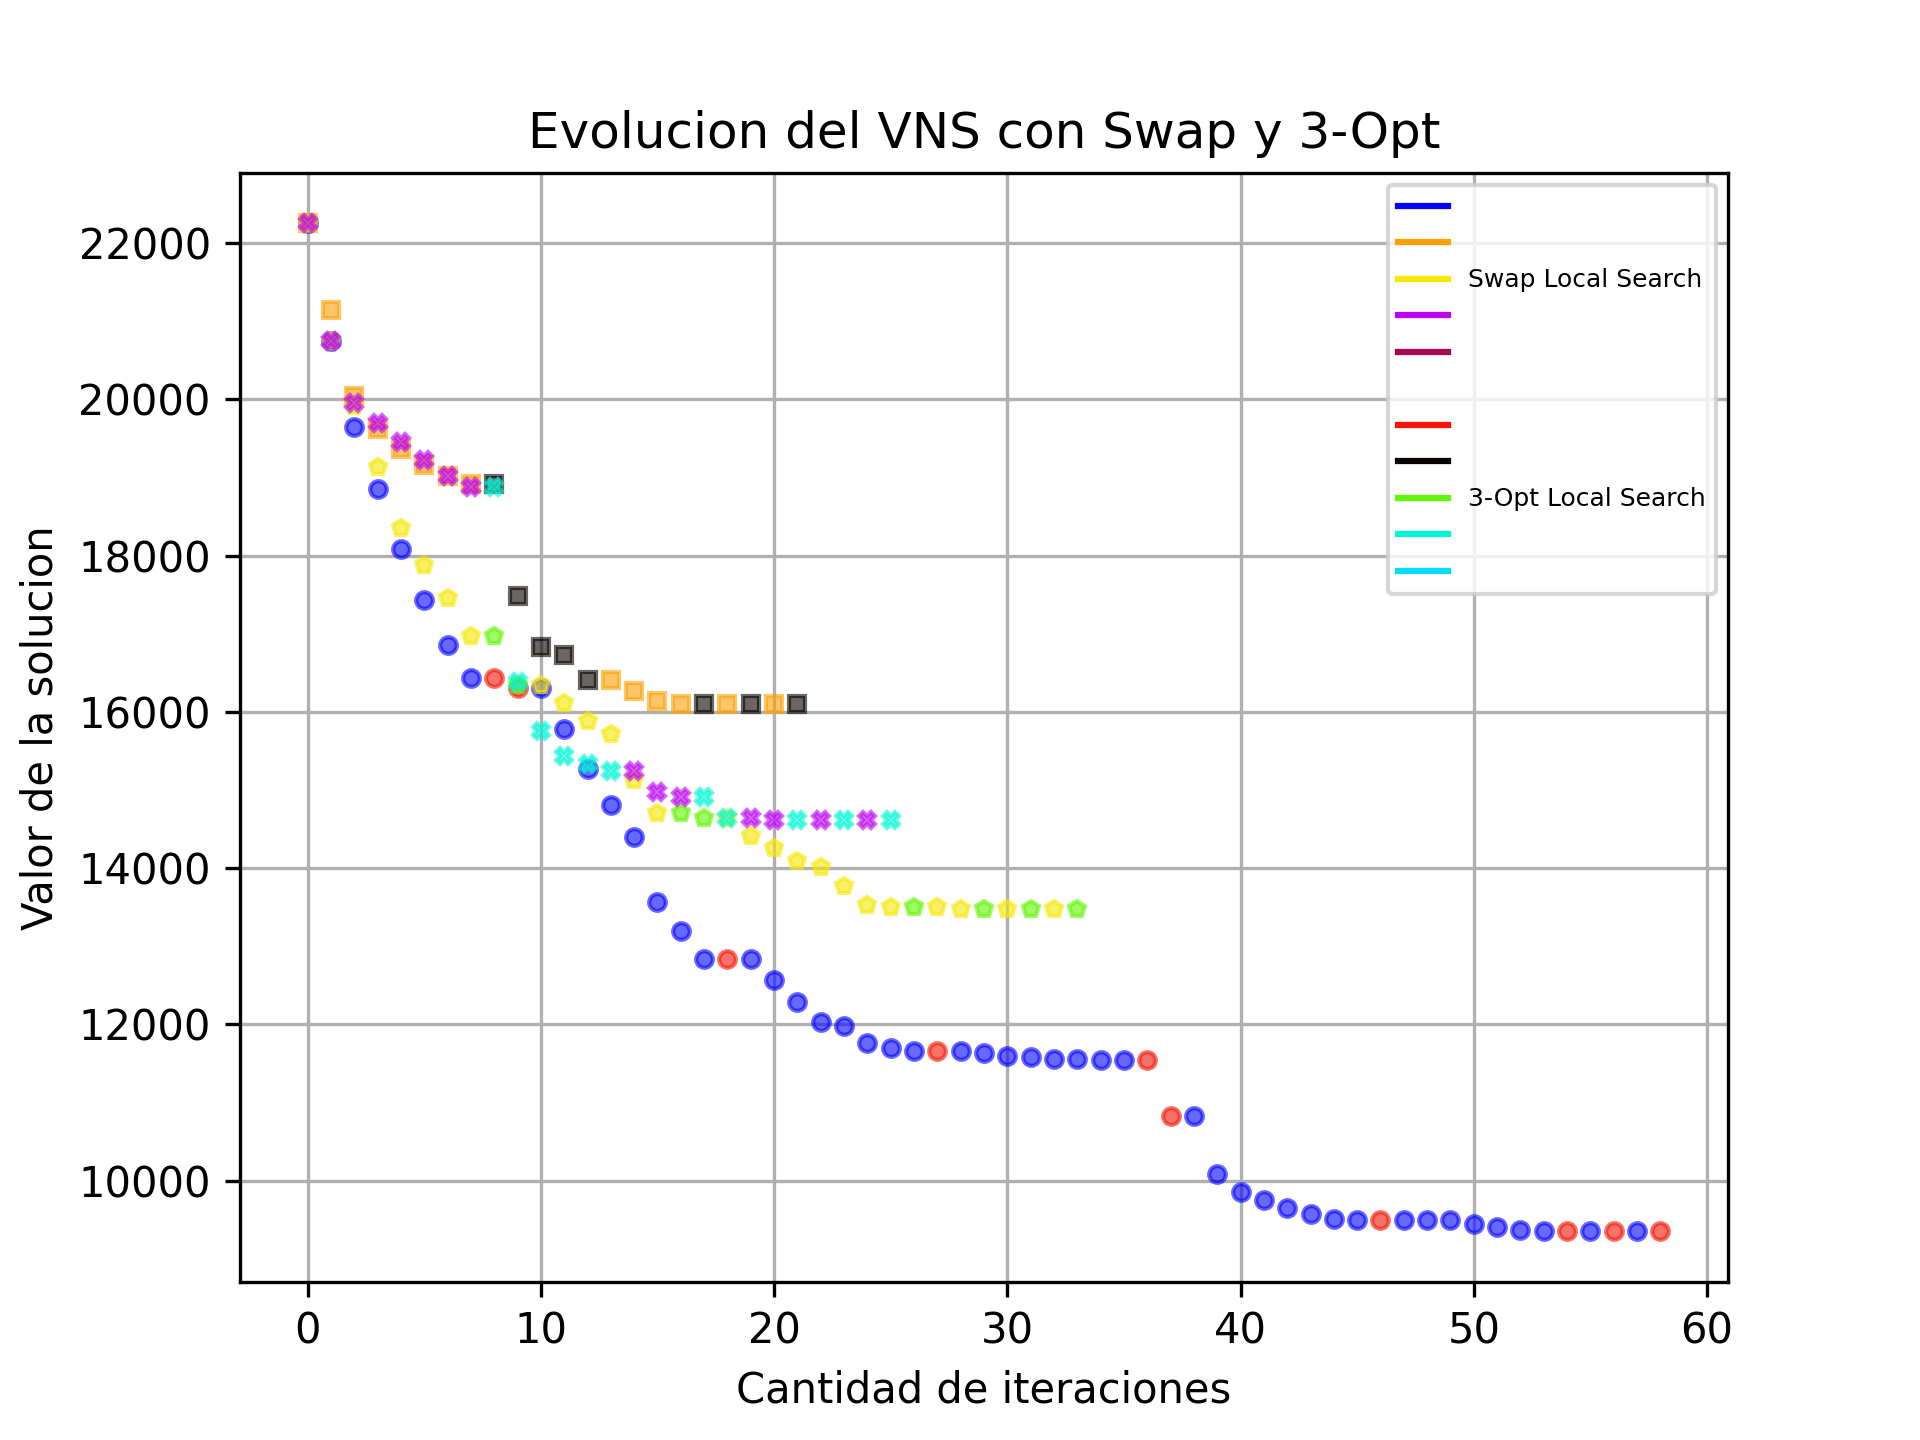 Evolucion del VNS con Swap y 3-Opt
Valor de la solucion
22000
20000
18000
16000
14000
12000
10000
Swap Local Search
3-Opt Local Search
0 10 20 30 40 50 60
Cantidad de iteraciones